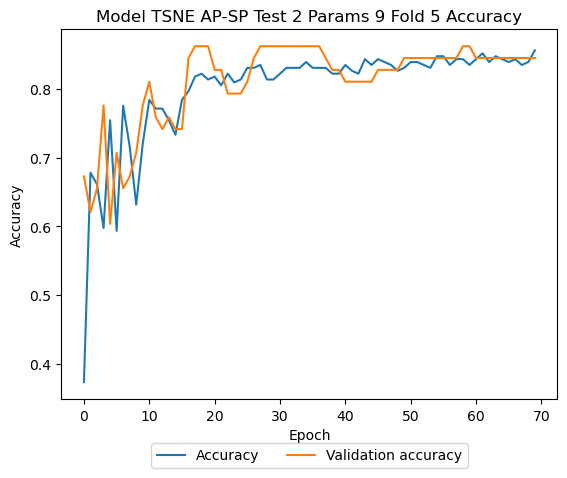 Model TSNE AP-SP Test 2 Params 9 Fold 5 Accuracy
Accuracy
0.8
0.7
0.6
0.5
0.4
0 10 20 30 40 50 60 70
Epoch
Accuracy Validation accuracy